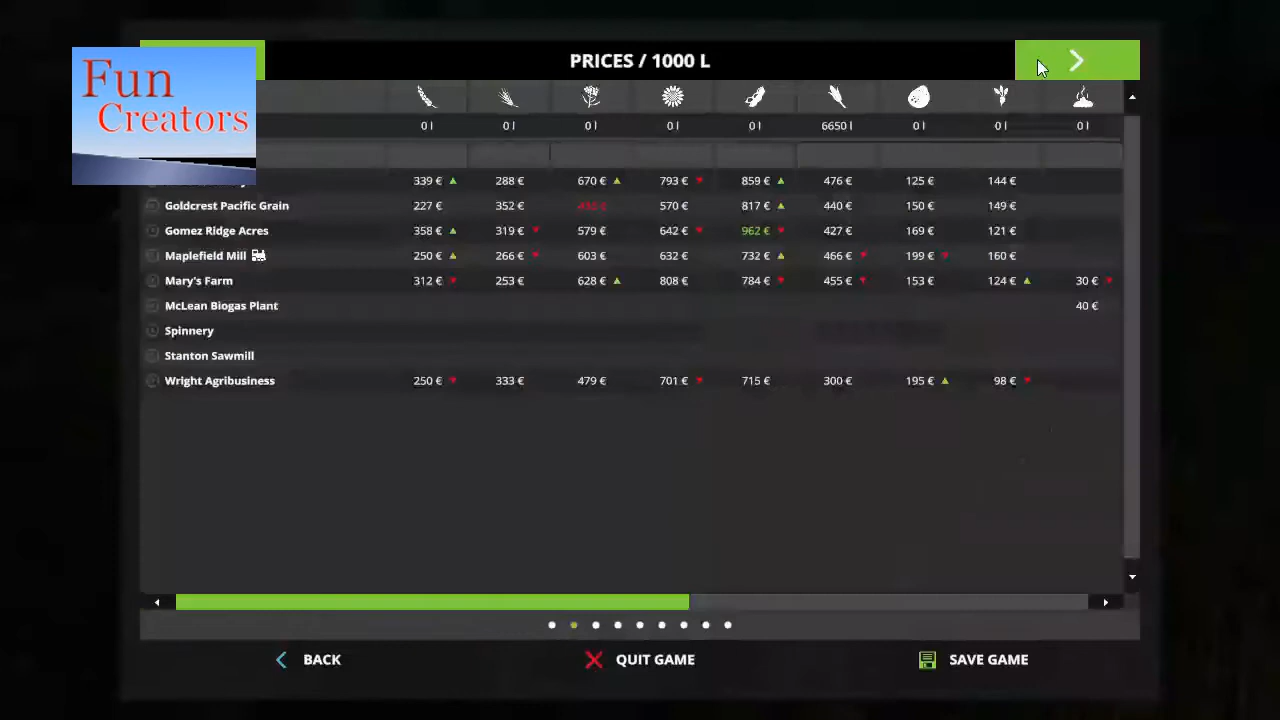 PRICES / 1000 L
Fun
Creators
0 l 0 l 0 l 0 l 0 l 6650 l 0 l 0 l 0 l
339 € 288 € 670 € 793 € 859 € 476 € 125 € 144 €
Goldcrest Pacific Grain 227 € 352 € 570 € 817 € 440 € 150 € 149 €
Gomez Ridge Acres 358 € 319 € 579 € 642 € 962 € 427 € 169 € 121 €
Maplefield Mill 250 € 266 € 603 € 632 € 732 € 466 € 199 € 160 €
Mary's Farm 312 € 253 € 628 € 808 € 784 € 455 € 153 € 124 € 30 €
McLean Biogas Plant 40 €
Spinnery
Stanton Sawmill
Wright Agribusiness 250 € 333 € 479 € 701 € 715 € 300 € 195 € 98 €
BACK QUIT GAME SAVE GAME